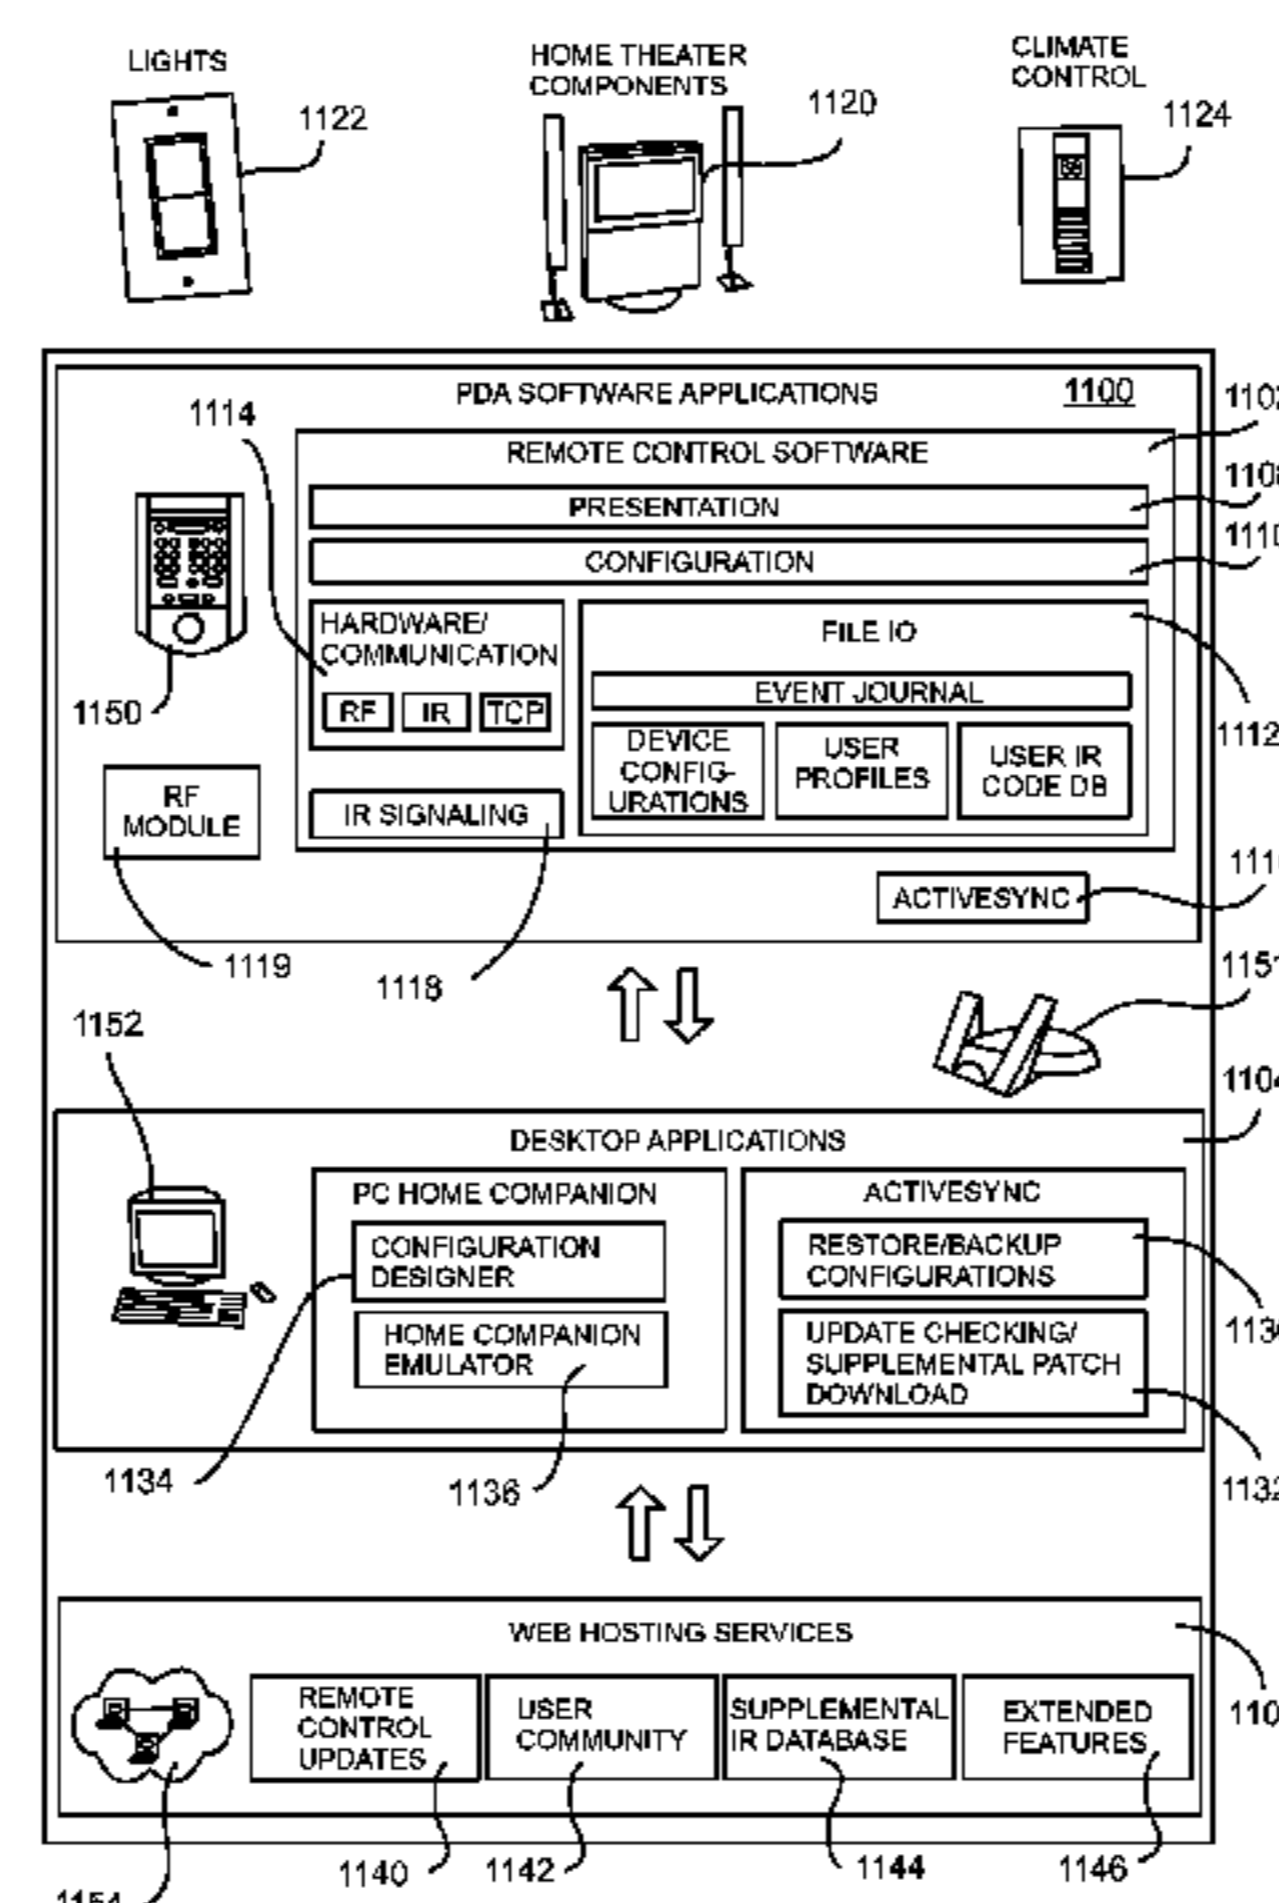 LIGHTS
HOME THEATER
COMPONENTS
CLIMATE
CONTROL
1122
1120
1124
PDA SOFTWARE APPLICATIONS
1100
1114
REMOTE CONTROL SOFTWARE
PRESENTATION
CONFIGURATION
1150
HARDWARE/
COMMUNICATION
RF
IR
TCP
FILE IO
EVENT JOURNAL
DEVICE
CONFIG-
URATIONS
USER
PROFILES
USER IR
CODE DB
1112
RF
MODULE
IR SIGNALING
ACTIVESYNC
1119
1118
1152
DESKTOP APPLICATIONS
PC HOME COMPANION
CONFIGURATION
DESIGNER
HOME COMPANION
EMULATOR
ACTIVESYNC
RESTORE/BACKUP
CONFIGURATIONS
UPDATE CHECKING/
SUPPLEMENTAL PATCH
DOWNLOAD
1134
1136
1132
WEB HOSTING SERVICES
REMOTE
CONTROL
UPDATES
USER
COMMUNITY
SUPPLEMENTAL
IR DATABASE
EXTENDED
FEATURES
1140
1142
1144
1146
1154